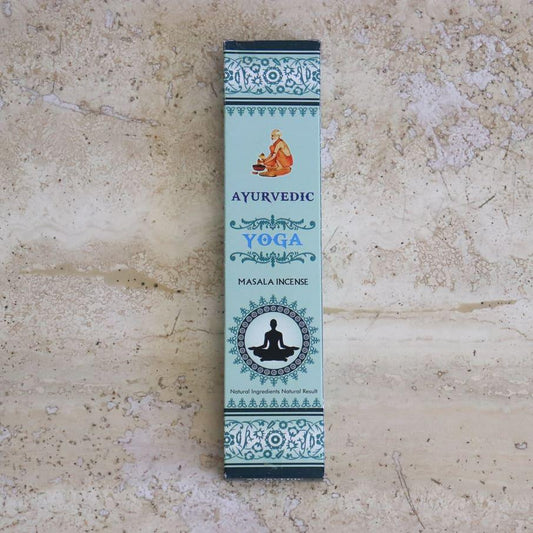 AYURVEDIC
YOGA
MASALA INCENSE
Natural Ingredients Natural Result